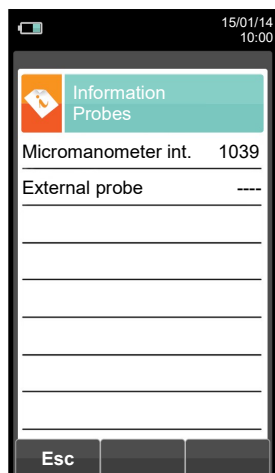 15/01/14
10:00
Information
Probes
Micromanometer int. 1039
External probe ----
Esc